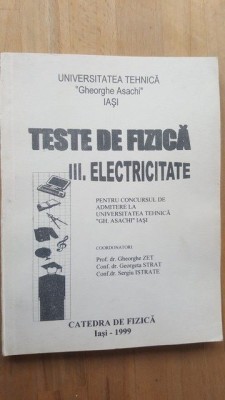 UNIVERSITATEA TEHNICĂ
"Gheorghe Asachi"
IAŞI
TESTE DE FIZICĂ
III. ELECTRICITATE
PENTRU CONCURSUL DE
ADMITERE LA
UNIVERSITATEA TEHNICĂ
"GH. ASACHI" IAŞI
COORDONATORI
Prof. dr. Gheorghe ZET
Conf. dr. Georgeta STRAT
Conf.dr. Sergiu ISTRATE
CATEDRA DE FIZICĂ
Iaşi - 1999